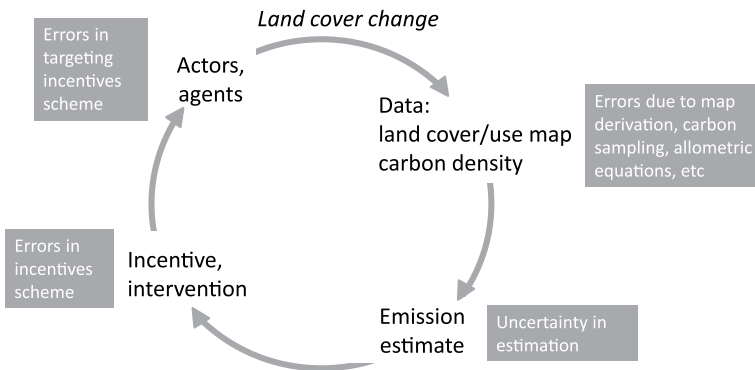 Land cover change
Errors in
targeting
incentives
scheme
Actors,
agents
Data:
land cover/use map
carbon density
Errors due to map
derivation, carbon
sampling, allometric
equations, etc
Errors in
incentives
scheme
Incentive,
intervention
Emission
estimate
Uncertainty in
estimation